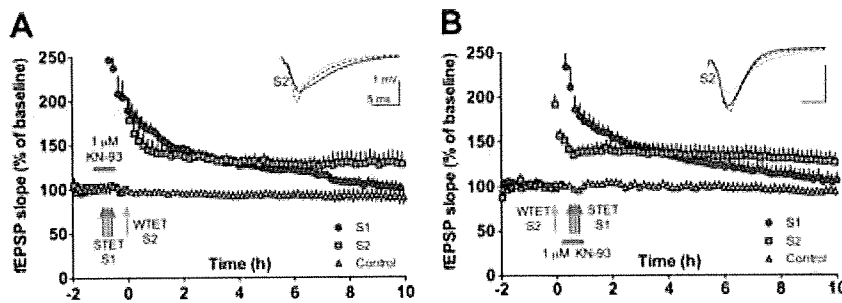 A
fEPSP slope (% of baseline)
250
200
150
100
50
0
1 μM
KN-93
STET
S1
WTET
S2
S2
1 mV
5 ms
S1
S2
Control
Time (h)
-2 0 2 4 6 8 10
B
fEPSP slope (% of baseline)
250
200
150
100
50
0
WTET
S2
STET
S1
1 μM KN-93
S2
S1
S2
Control
Time (h)
-2 0 2 4 6 8 10